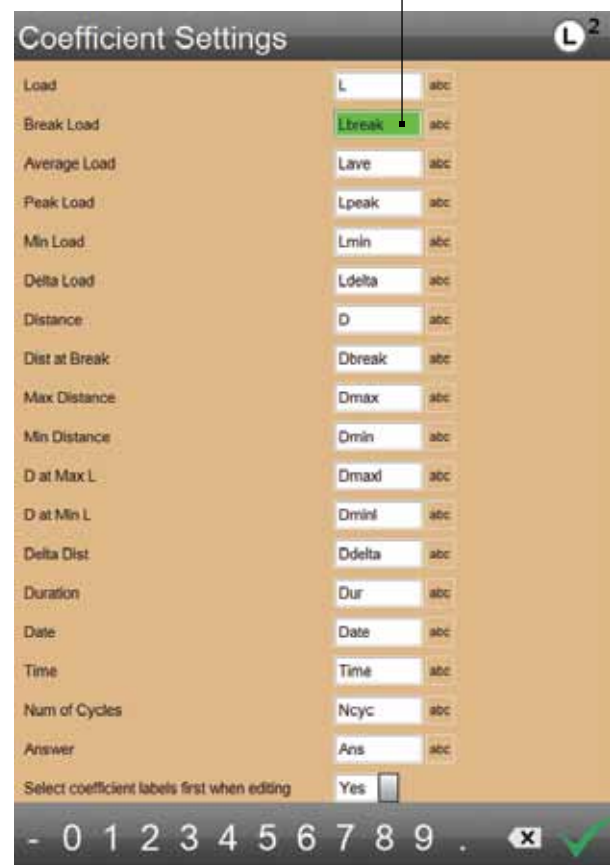 Coefficient Settings L2
Load L abc
Break Load Lbreak abc
Average Load Lave abc
Peak Load Lpeak abc
Min Load Lmin abc
Delta Load Ldelta abc
Distance D abc
Dist at Break Dbreak abc
Max Distance Dmax abc
Min Distance Dmin abc
D at Max L Dmaxl abc
D at Min L Dminl abc
Delta Dist Ddelta abc
Duration Dur abc
Date Date abc
Time Time abc
Num of Cycles Ncyc abc
Answer Ans abc
Select coefficient labels first when editing Yes
- 0 1 2 3 4 5 6 7 8 9 .